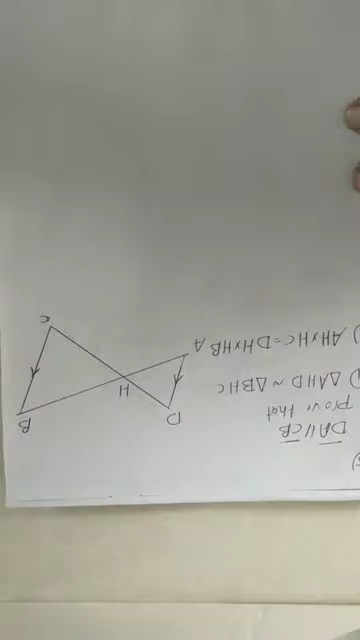 DA//CB
Prove that
) ΔAHD ~ ΔBHC
) AH×HC=DH×HB
D
B
H
A
C